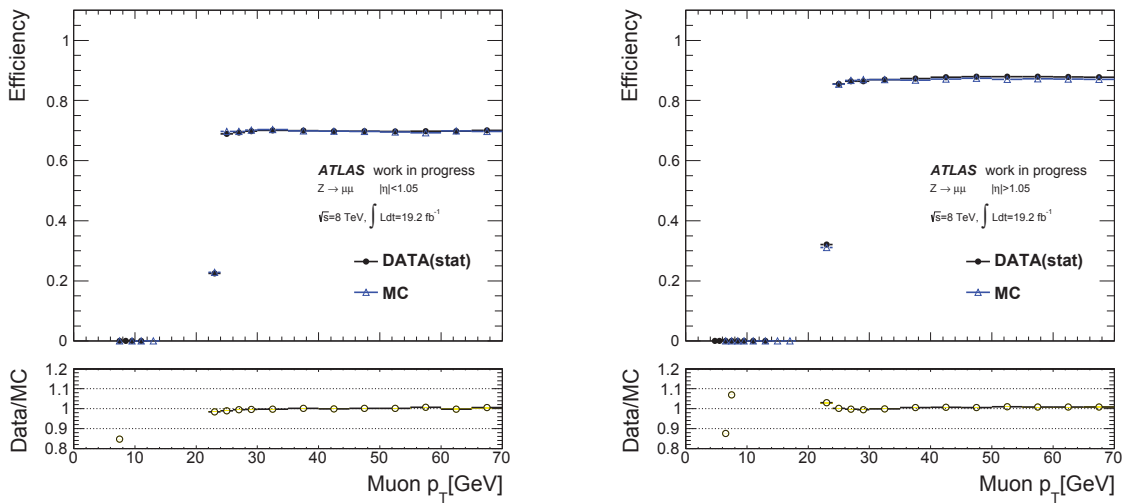 Efficiency
1
0.8
0.6
0.4
0.2
0
ATLAS work in progress
Z → μμ |η|<1.05
√s=8 TeV, ∫ Ldt=19.2 fb⁻¹
DATA(stat)
MC
Data/MC
1.2
1.1
1
0.9
0.8
0 10 20 30 40 50 60 70
Muon p_T[GeV]
Efficiency
1
0.8
0.6
0.4
0.2
0
ATLAS work in progress
Z → μμ |η|>1.05
√s=8 TeV, ∫ Ldt=19.2 fb⁻¹
DATA(stat)
MC
Data/MC
1.2
1.1
1
0.9
0.8
0 10 20 30 40 50 60 70
Muon p_T[GeV]